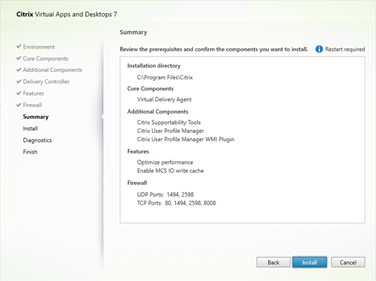 Citrix Virtual Apps and Desktops 7
Environment
Core Components
Additional Components
Delivery Controller
Features
Firewall
Summary
Install
Diagnostics
Finish
Summary
Review the prerequisites and confirm the components you want to install.
Restart required
Installation directory
C:\Program Files\Citrix
Core Components
Virtual Delivery Agent
Additional Components
Citrix Supportability Tools
Citrix User Profile Manager
Citrix User Profile Manager WMI Plugin
Features
Optimize performance
Enable MCS IO write cache
Firewall
UDP Ports: 1494, 2598
TCP Ports: 80, 1494, 2598, 8008
Back Install Cancel